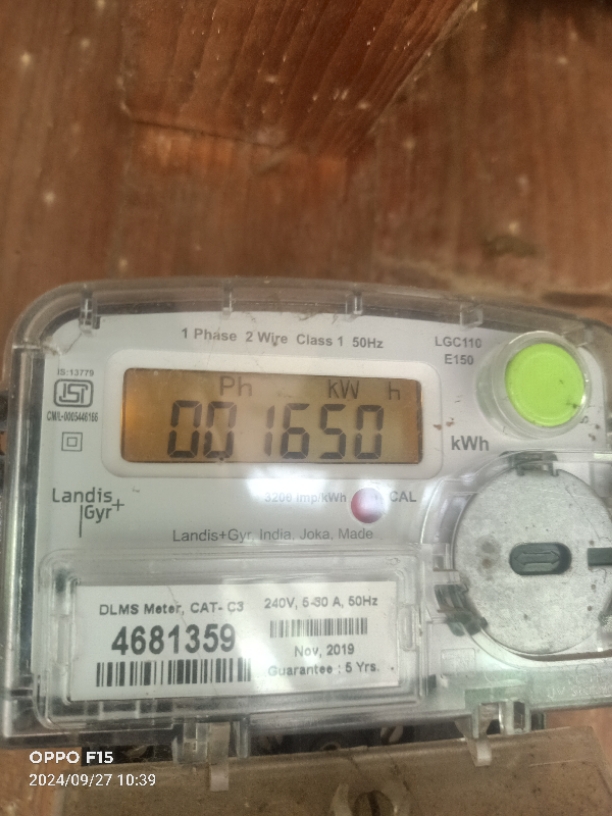 1 Phase 2 Wire Class 1 50Hz
LGC110
E150
IS:13779
ISI
CM/L-0005446166
Ph kW h
001650
kWh
Landis
Gyr+
3200 imp/kWh
CAL
Landis+Gyr, India, Joka, Made
DLMS Meter, CAT- C3
240V, 5-30 A, 50Hz
4681359
Nov, 2019
Guarantee : 5 Yrs.
OPPO F15
2024/09/27 10:39